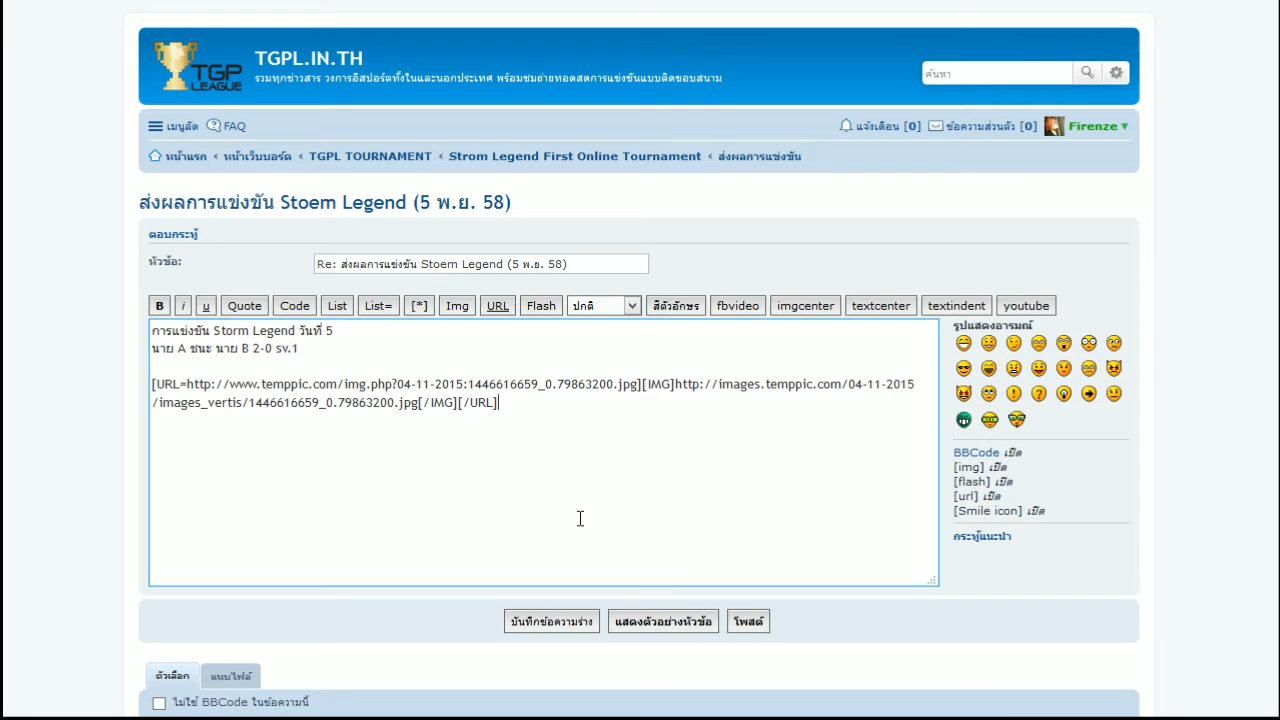 TGP LEAGUE
TGPL.IN.TH
รวมทุกข่าวสาร วงการอีสปอร์ตทั้งในและนอกประเทศ พร้อมชมถ่ายทอดสดการแข่งขันแบบติดขอบสนาม
ค้นหา
เมนูลัด FAQ
แจ้งเตือน [0] ข้อความส่วนตัว [0] Firenze ▼
หน้าแรก ‹ หน้าเว็บบอร์ด ‹ TGPL TOURNAMENT ‹ Strom Legend First Online Tournament ‹ ส่งผลการแข่งขัน
ส่งผลการแข่งขัน Stoem Legend (5 พ.ย. 58)
ตอบกระทู้
หัวข้อ:
Re: ส่งผลการแข่งขัน Stoem Legend (5 พ.ย. 58)
B i u Quote Code List List= [*] Img URL Flash ปกติ สีตัวอักษร fbvideo imgcenter textcenter textindent youtube
การแข่งขัน Storm Legend วันที่ 5
นาย A ชนะ นาย B 2-0 sv.1
[URL=http://www.temppic.com/img.php?04-11-2015:1446616659_0.79863200.jpg][IMG]http://images.temppic.com/04-11-2015
/images_vertis/1446616659_0.79863200.jpg[/IMG][/URL]
รูปแสดงอารมณ์
BBCode เปิด
[img] เปิด
[flash] เปิด
[url] เปิด
[Smile icon] เปิด
กระทู้แนะนำ
บันทึกข้อความร่าง แสดงตัวอย่างหัวข้อ โพสต์
ตัวเลือก แนบไฟล์
ไม่ใช้ BBCode ในข้อความนี้